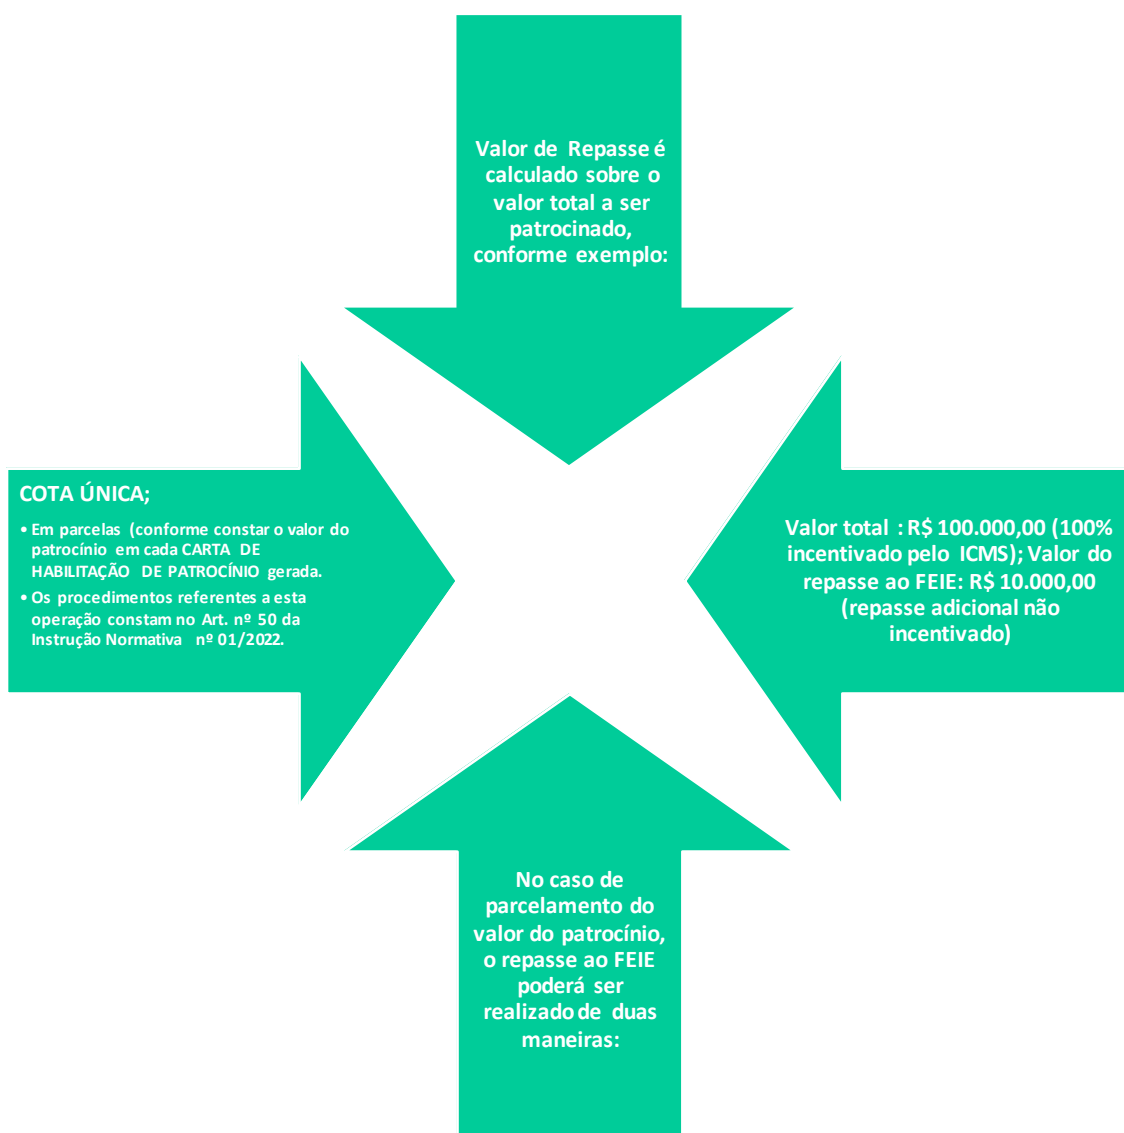 Valor de Repasse é
calculado sobre o
valor total a ser
patrocinado,
conforme exemplo:
Valor total : R$ 100.000,00 (100%
incentivado pelo ICMS); Valor do
repasse ao FEIE: R$ 10.000,00
(repasse adicional não
incentivado)
No caso de
parcelamento do
valor do patrocínio,
o repasse ao FEIE
poderá ser
realizado de duas
maneiras:
COTA ÚNICA;
• Em parcelas (conforme constar o valor do
patrocínio em cada CARTA DE
HABILITAÇÃO DE PATROCÍNIO gerada.
• Os procedimentos referentes a esta
operação constam no Art. nº 50 da
Instrução Normativa nº 01/2022.